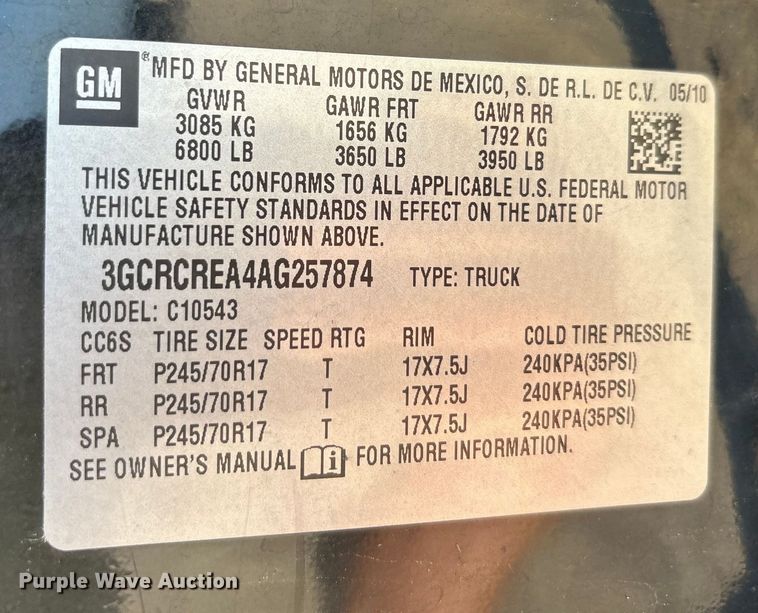 GM ® MFD BY GENERAL MOTORS DE MEXICO, S. DE R.L. DE C.V. 05/10
GVWR GAWR FRT GAWR RR
3085 KG 1656 KG 1792 KG
6800 LB 3650 LB 3950 LB
THIS VEHICLE CONFORMS TO ALL APPLICABLE U.S. FEDERAL MOTOR
VEHICLE SAFETY STANDARDS IN EFFECT ON THE DATE OF
MANUFACTURE SHOWN ABOVE.
3GCRCREA4AG257874 TYPE: TRUCK
MODEL: C10543
CC6S TIRE SIZE SPEED RTG RIM COLD TIRE PRESSURE
FRT P245/70R17 T 17X7.5J 240KPA(35PSI)
RR P245/70R17 T 17X7.5J 240KPA(35PSI)
SPA P245/70R17 T 17X7.5J 240KPA(35PSI)
SEE OWNER'S MANUAL i FOR MORE INFORMATION.
Purple Wave Auction